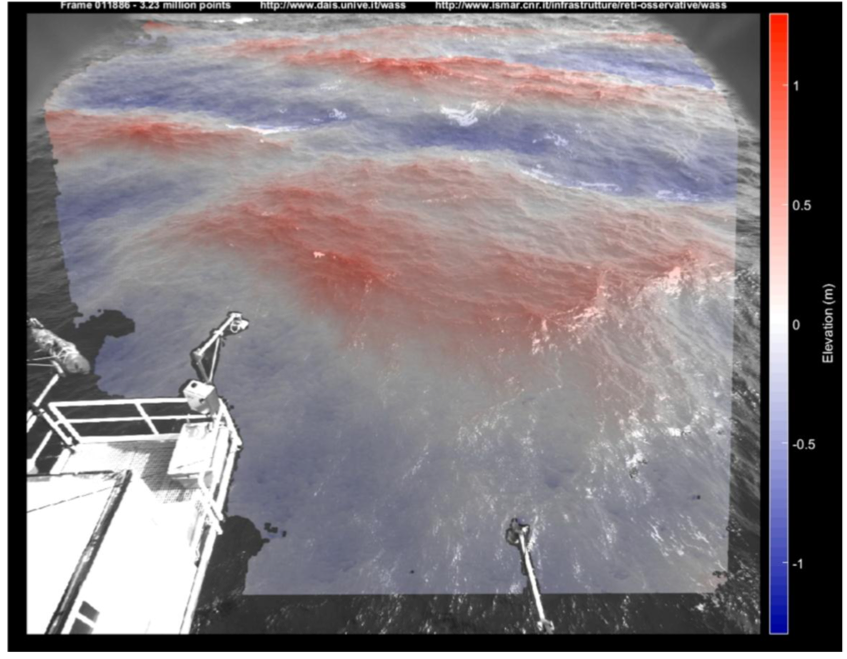 Frame 011886 - 3.23 million points http://www.dais.unive.it/wass http://www.ismar.cnr.it/infrastrutture/reti-osservative/wass
1
0.5
0
-0.5
-1
Elevation (m)